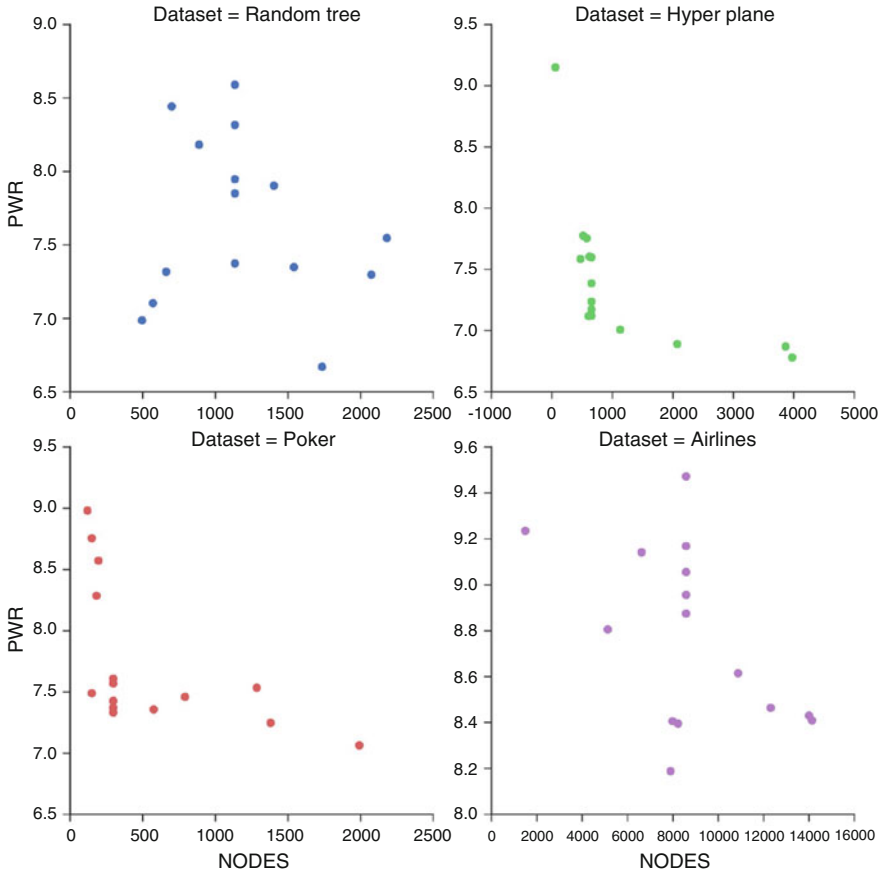 Dataset = Random tree
PWR
9.0
8.5
8.0
7.5
7.0
6.5
0 500 1000 1500 2000 2500
Dataset = Hyper plane
9.5
9.0
8.5
8.0
7.5
7.0
6.5
-1000 0 1000 2000 3000 4000 5000
Dataset = Poker
PWR
9.5
9.0
8.5
8.0
7.5
7.0
6.5
0 500 1000 1500 2000 2500
NODES
Dataset = Airlines
9.6
9.4
9.2
9.0
8.8
8.6
8.4
8.2
8.0
0 2000 4000 6000 8000 10000 12000 14000 16000
NODES